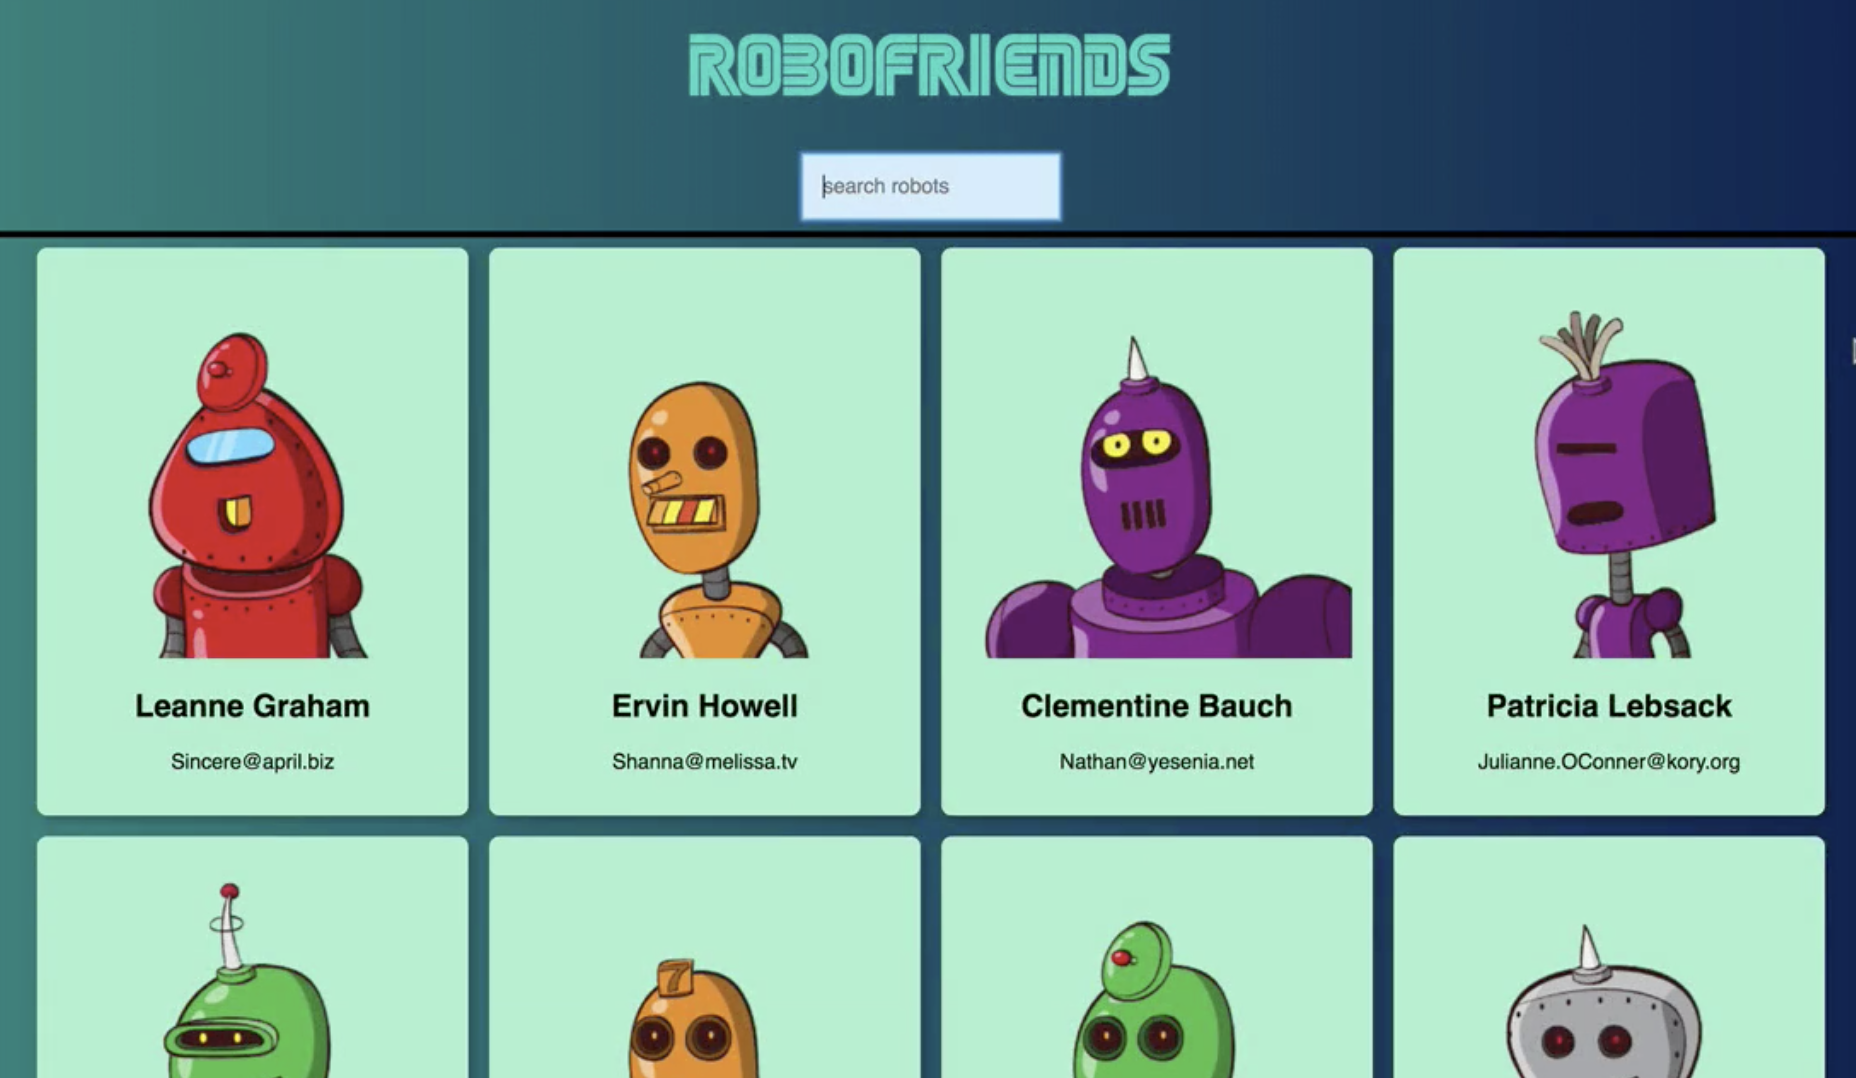 ROBOFRIENDS
search robots
Leanne Graham
Sincere@april.biz
Ervin Howell
Shanna@melissa.tv
Clementine Bauch
Nathan@yesenia.net
Patricia Lebsack
Julianne.OConner@kory.org
7